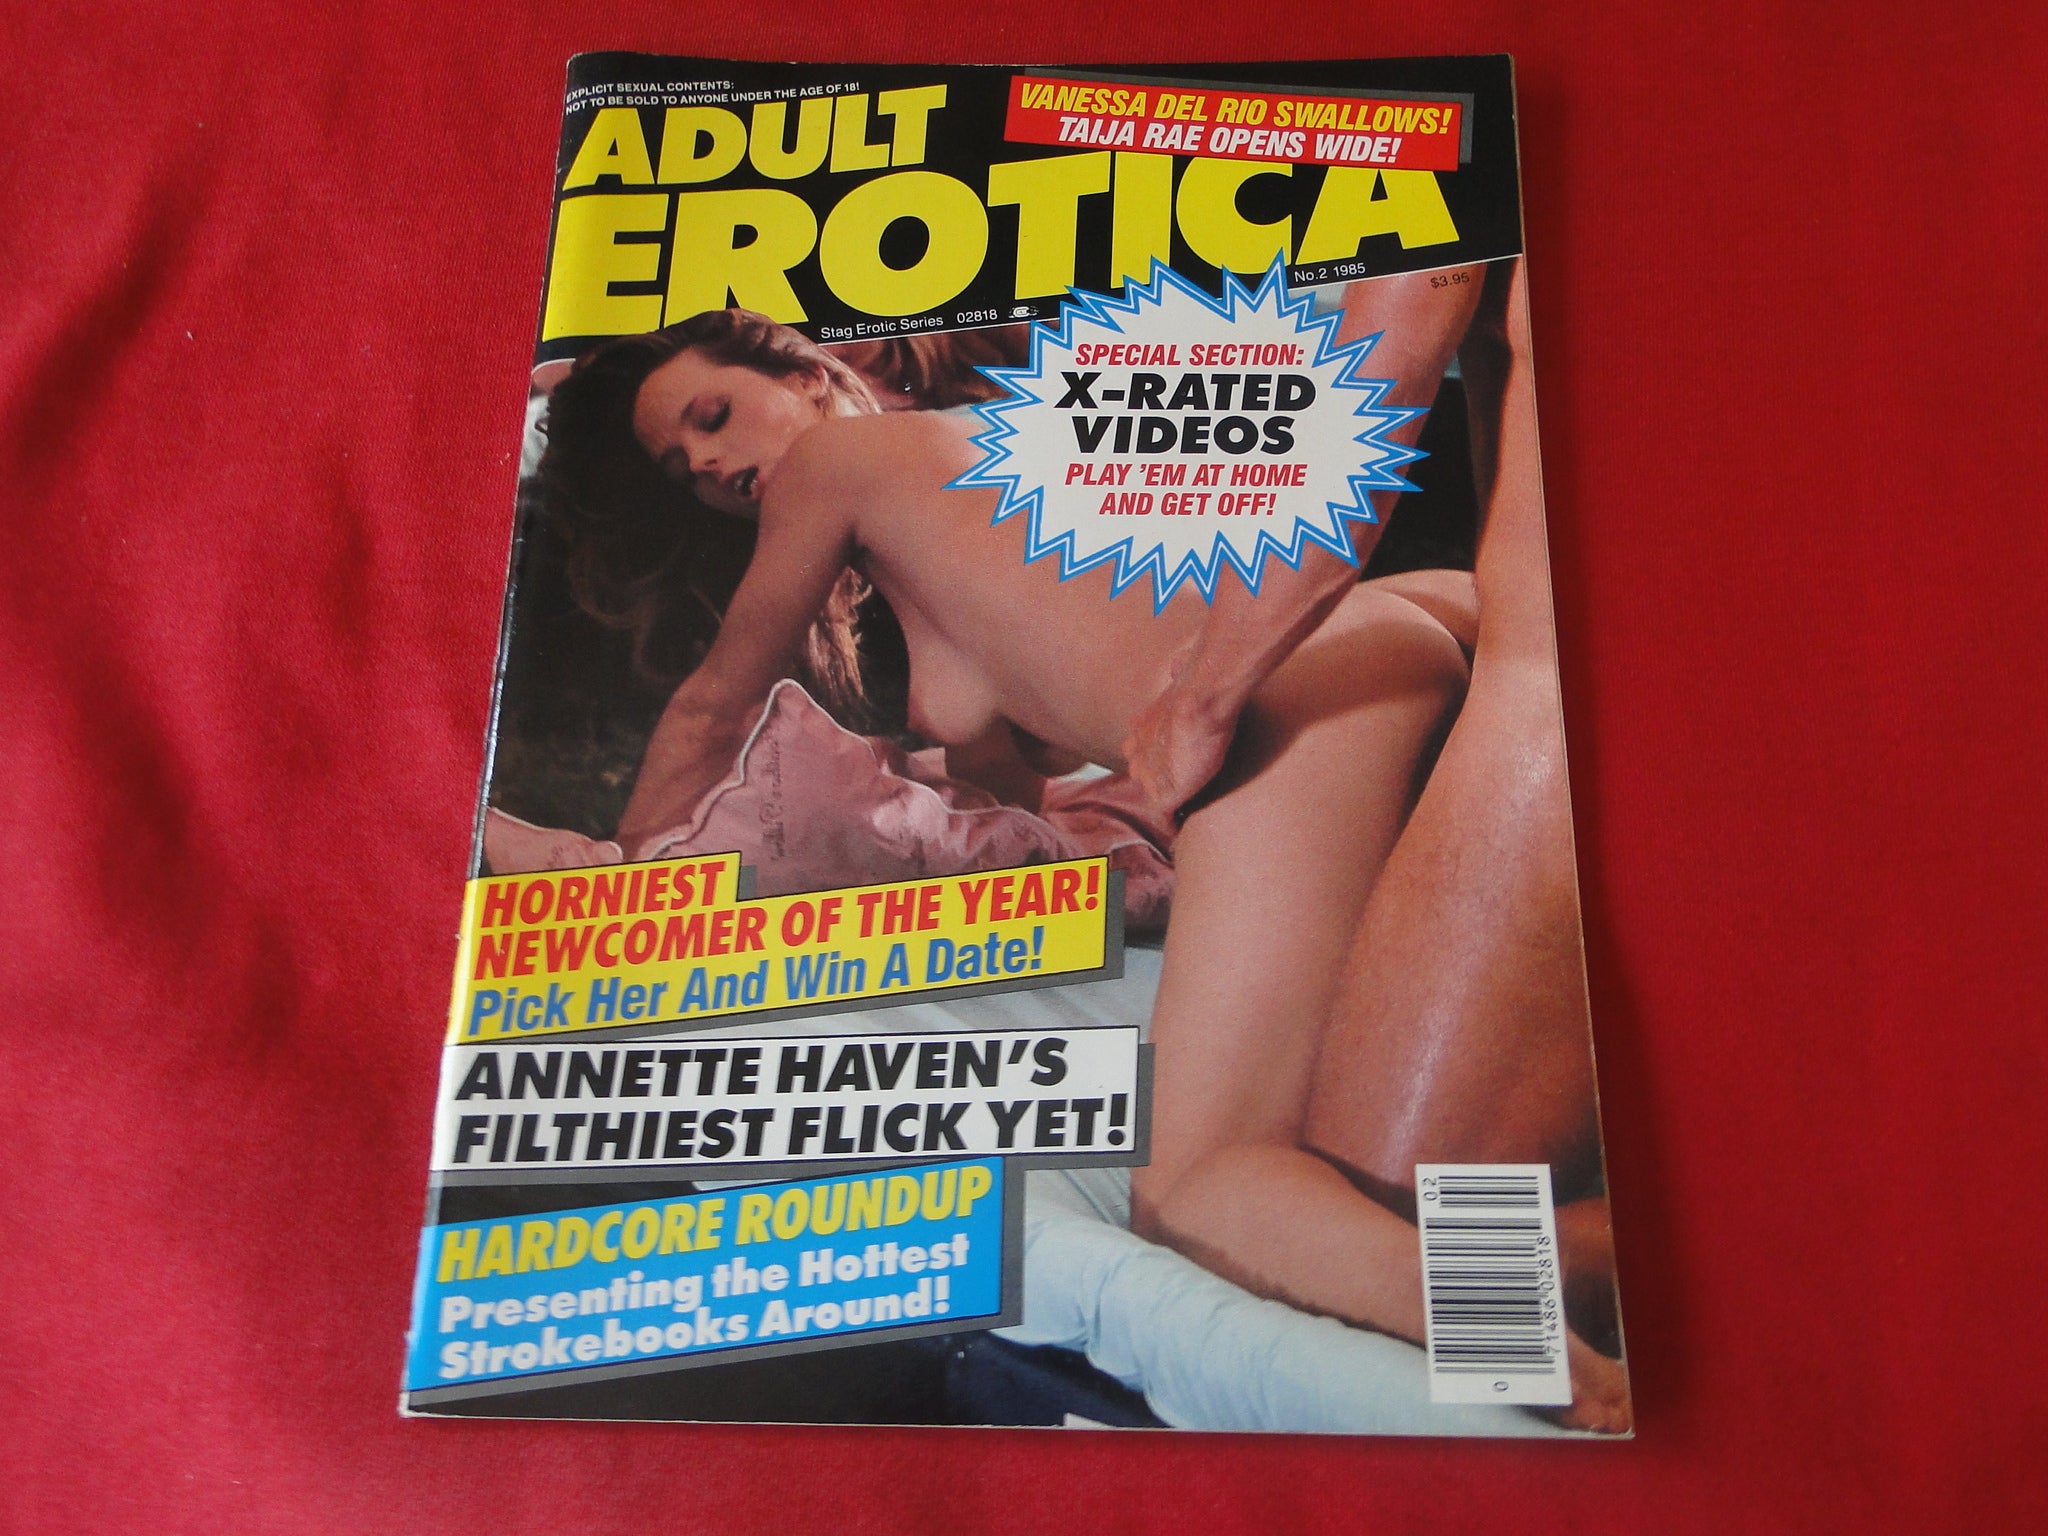 EXPLICIT SEXUAL CONTENTS:
NOT TO BE SOLD TO ANYONE UNDER THE AGE OF 18!
ADULT
EROTICA
VANESSA DEL RIO SWALLOWS!
TAIJA RAE OPENS WIDE!
No.2 1985
$3.95
Stag Erotic Series 02818
SPECIAL SECTION:
X-RATED
VIDEOS
PLAY 'EM AT HOME
AND GET OFF!
HORNIEST
NEWCOMER OF THE YEAR!
Pick Her And Win A Date!
ANNETTE HAVEN'S
FILTHIEST FLICK YET!
HARDCORE ROUNDUP
Presenting the Hottest
Strokebooks Around!
02
71486 02818
0